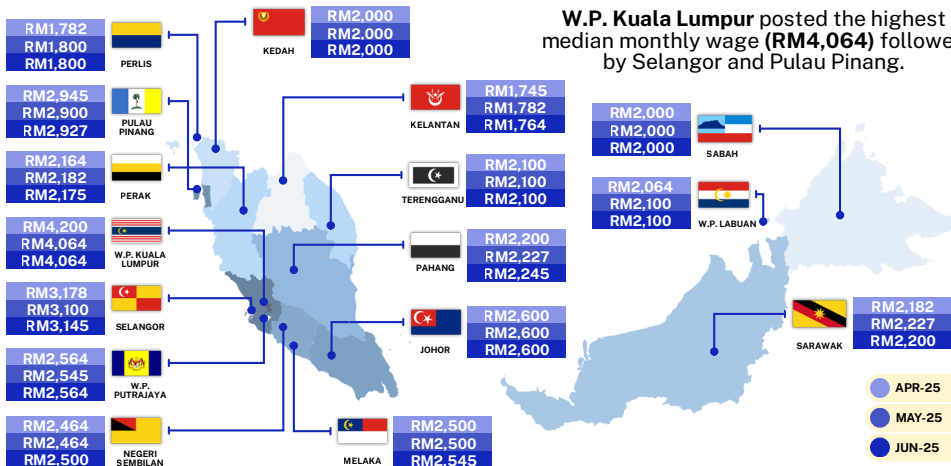 W.P. Kuala Lumpur posted the highest
median monthly wage (RM4,064) followe
by Selangor and Pulau Pinang.
RM1,782
RM1,800
RM1,800
PERLIS
RM2,000
RM2,000
RM2,000
KEDAH
RM2,945
RM2,900
RM2,927
PULAU
PINANG
RM1,745
RM1,782
RM1,764
KELANTAN
RM2,164
RM2,182
RM2,175
PERAK
RM2,100
RM2,100
RM2,100
TERENGGANU
RM4,200
RM4,064
RM4,064
W.P. KUALA
LUMPUR
RM2,200
RM2,227
RM2,245
PAHANG
RM3,178
RM3,100
RM3,145
SELANGOR
RM2,600
RM2,600
RM2,600
JOHOR
RM2,564
RM2,545
RM2,564
W.P.
PUTRAJAYA
RM2,464
RM2,464
RM2,500
NEGERI
SEMBILAN
RM2,500
RM2,500
RM2,545
MELAKA
RM2,000
RM2,000
RM2,000
SABAH
RM2,064
RM2,100
RM2,100
W.P. LABUAN
RM2,182
RM2,227
RM2,200
SARAWAK
APR-25
MAY-25
JUN-25